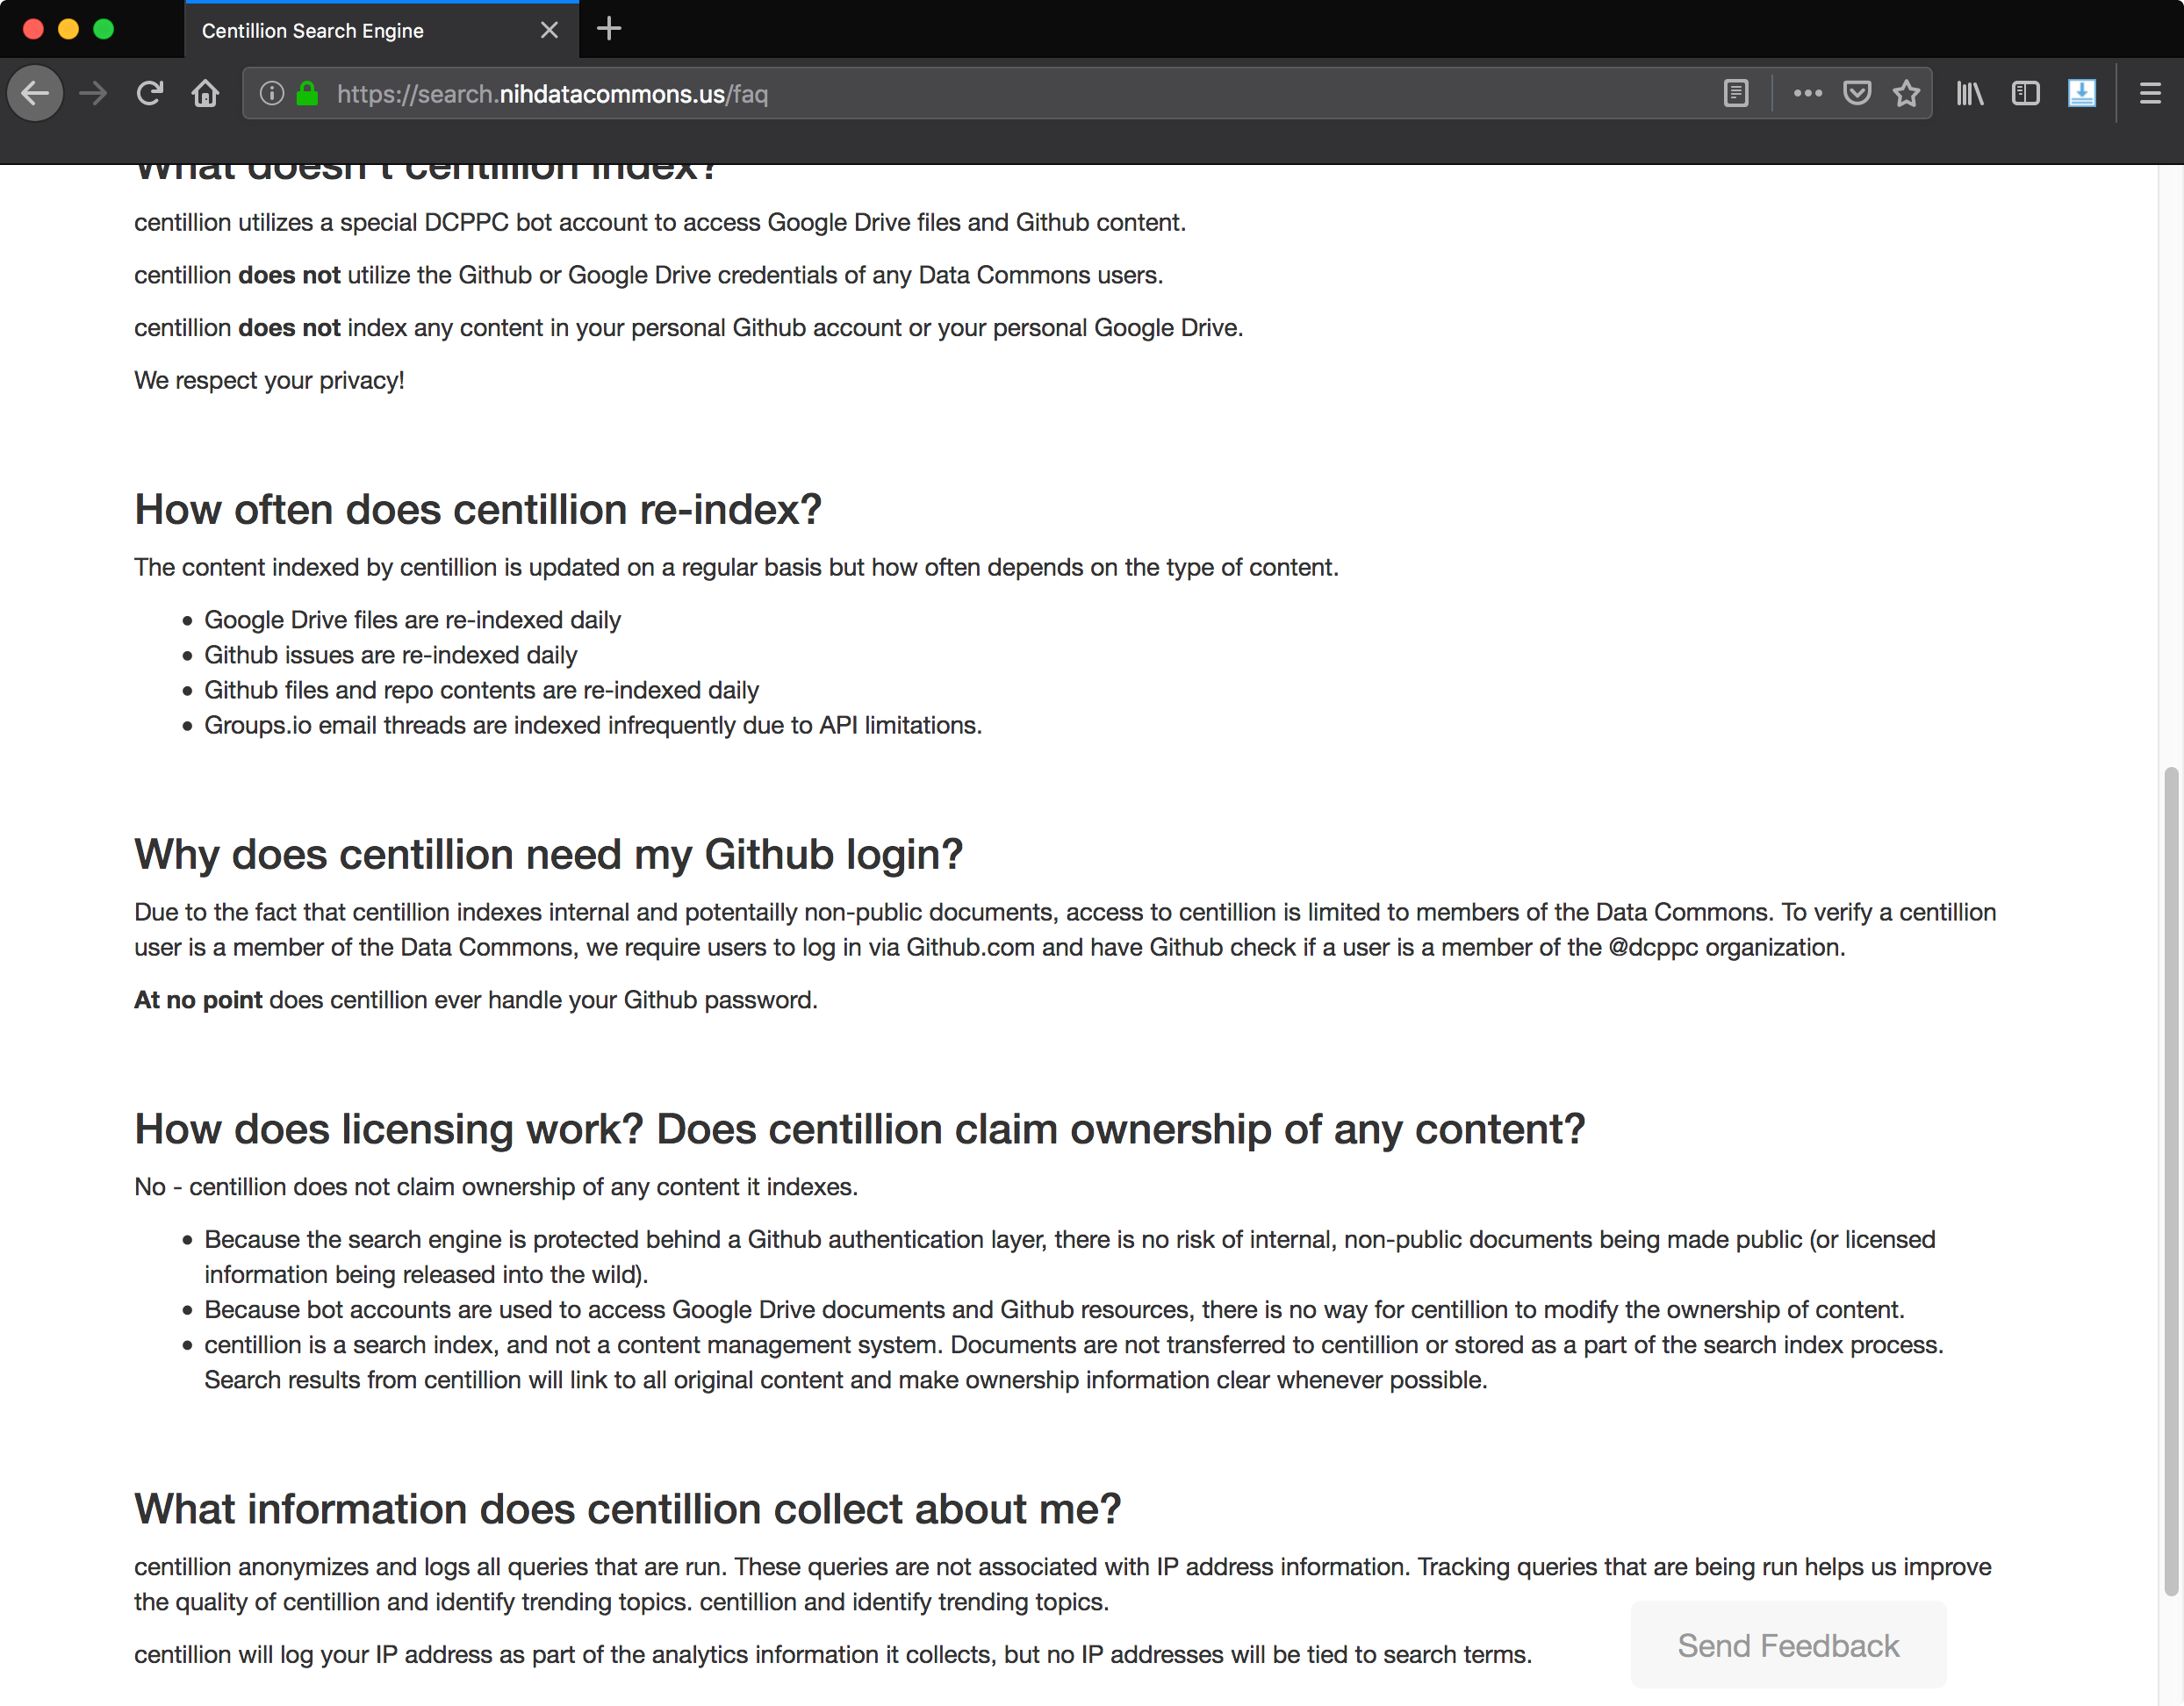 Centillion Search Engine
https://search.nihdatacommons.us/faq
What doesn't centillion index?
centillion utilizes a special DCPPC bot account to access Google Drive files and Github content.
centillion does not utilize the Github or Google Drive credentials of any Data Commons users.
centillion does not index any content in your personal Github account or your personal Google Drive.
We respect your privacy!
How often does centillion re-index?
The content indexed by centillion is updated on a regular basis but how often depends on the type of content.
• Google Drive files are re-indexed daily
• Github issues are re-indexed daily
• Github files and repo contents are re-indexed daily
• Groups.io email threads are indexed infrequently due to API limitations.
Why does centillion need my Github login?
Due to the fact that centillion indexes internal and potentailly non-public documents, access to centillion is limited to members of the Data Commons. To verify a centillion
user is a member of the Data Commons, we require users to log in via Github.com and have Github check if a user is a member of the @dcppc organization.
At no point does centillion ever handle your Github password.
How does licensing work? Does centillion claim ownership of any content?
No - centillion does not claim ownership of any content it indexes.
• Because the search engine is protected behind a Github authentication layer, there is no risk of internal, non-public documents being made public (or licensed
information being released into the wild).
• Because bot accounts are used to access Google Drive documents and Github resources, there is no way for centillion to modify the ownership of content.
• centillion is a search index, and not a content management system. Documents are not transferred to centillion or stored as a part of the search index process.
Search results from centillion will link to all original content and make ownership information clear whenever possible.
What information does centillion collect about me?
centillion anonymizes and logs all queries that are run. These queries are not associated with IP address information. Tracking queries that are being run helps us improve
the quality of centillion and identify trending topics. centillion and identify trending topics.
centillion will log your IP address as part of the analytics information it collects, but no IP addresses will be tied to search terms.
Send Feedback